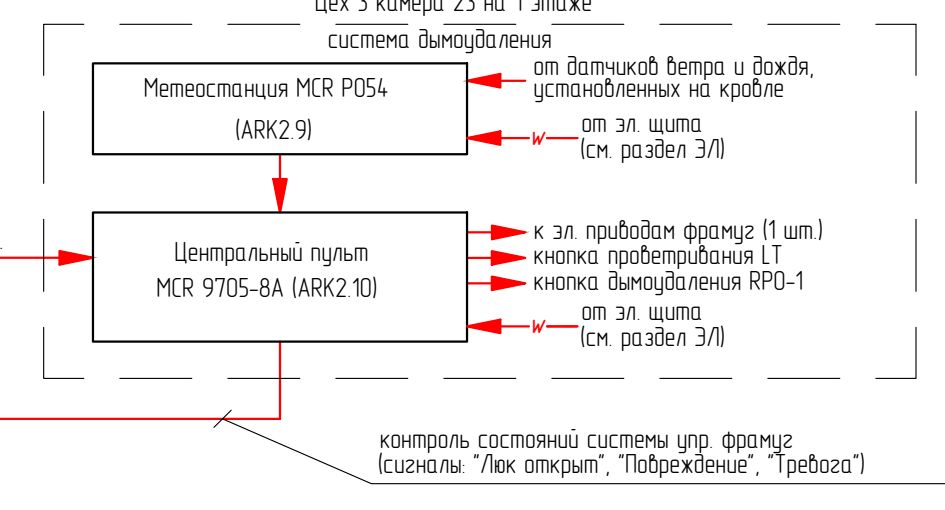 Цех 3 камера 23 на 1 этаже
система дымоудаления
Метеостанция MCR P054
(ARK2.9)
от датчиков ветра и дождя,
установленных на кровле
W
от эл. щита
(см. раздел ЭЛ)
Центральный пульт
MCR 9705-8A (ARK2.10)
к эл. приводам фрамуг (1 шт.)
кнопка проветривания LT
кнопка дымоудаления RPO-1
W
от эл. щита
(см. раздел ЭЛ)
контроль состояний системы упр. фрамуг
(сигналы: "Люк открыт", "Повреждение", "Тревога")